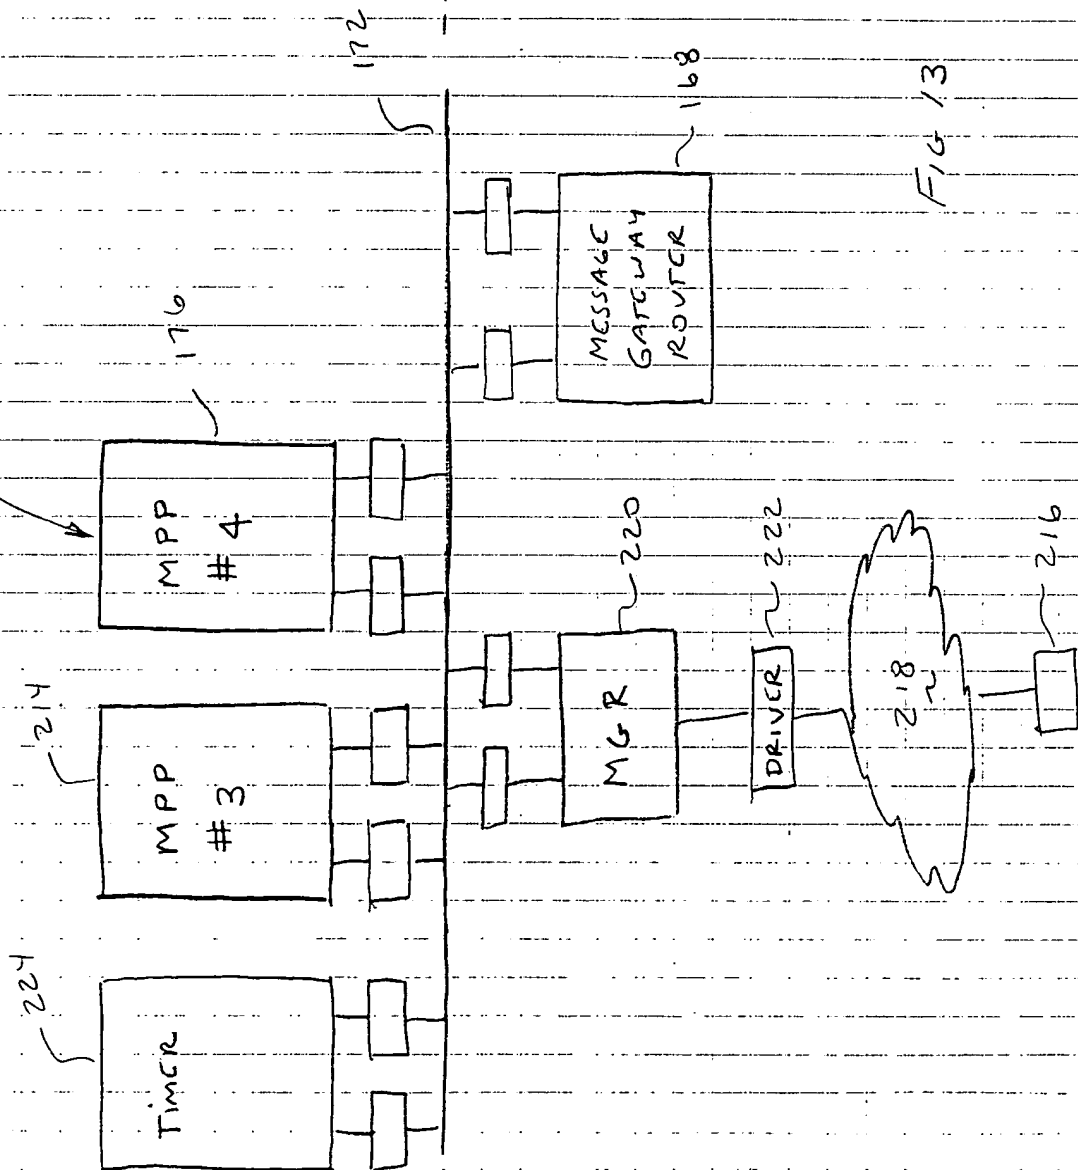 224
214
176
TIMER
MPP
#3
MPP
#4
172
MGR
220
MESSAGE
GATEWAY
ROUTER
168
DRIVER
222
218
216
FIG 13